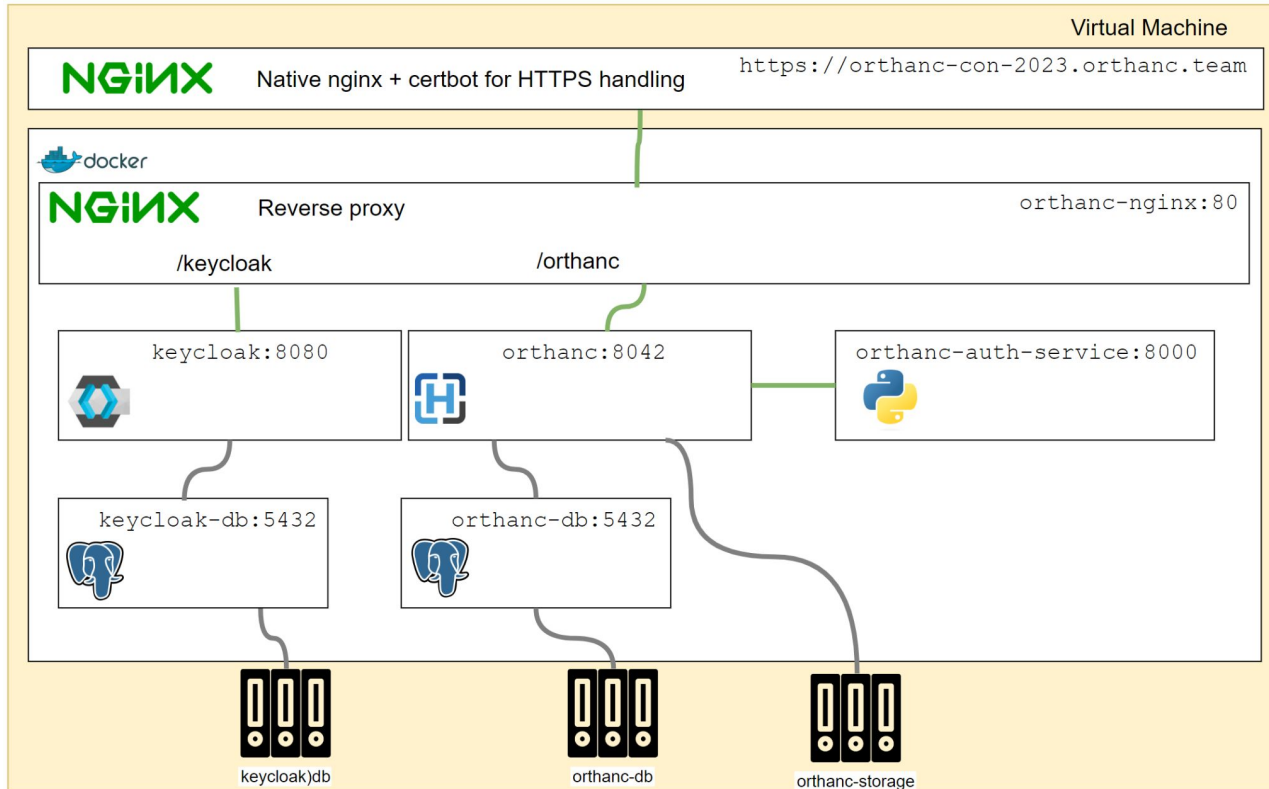 Virtual Machine
NGINX
Native nginx + certbot for HTTPS handling
https://orthanc-con-2023.orthanc.team
docker
NGINX
Reverse proxy
orthanc-nginx:80
/keycloak
/orthanc
keycloak:8080
orthanc:8042
orthanc-auth-service:8000
H
keycloak-db:5432
orthanc-db:5432
keycloak)db
orthanc-db
orthanc-storage